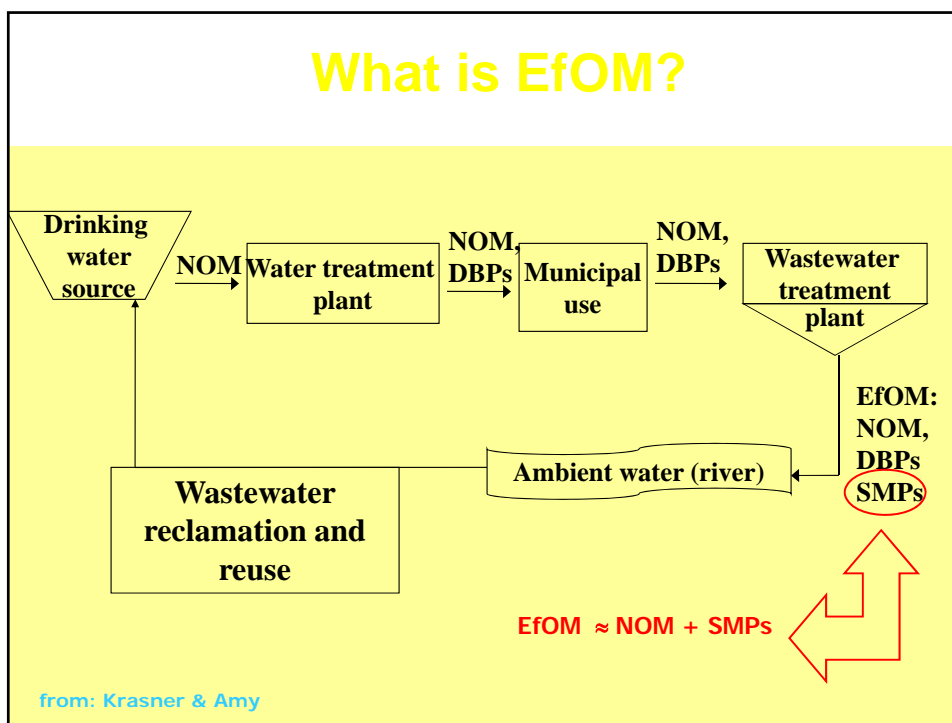 What is EfOM?
Drinking
water
source
NOM
Water treatment
plant
NOM,
DBPs
Municipal
use
NOM,
DBPs
Wastewater
treatment
plant
EfOM:
NOM,
DBPs
SMPs
Ambient water (river)
Wastewater
reclamation and
reuse
EfOM ≈ NOM + SMPs
from: Krasner & Amy